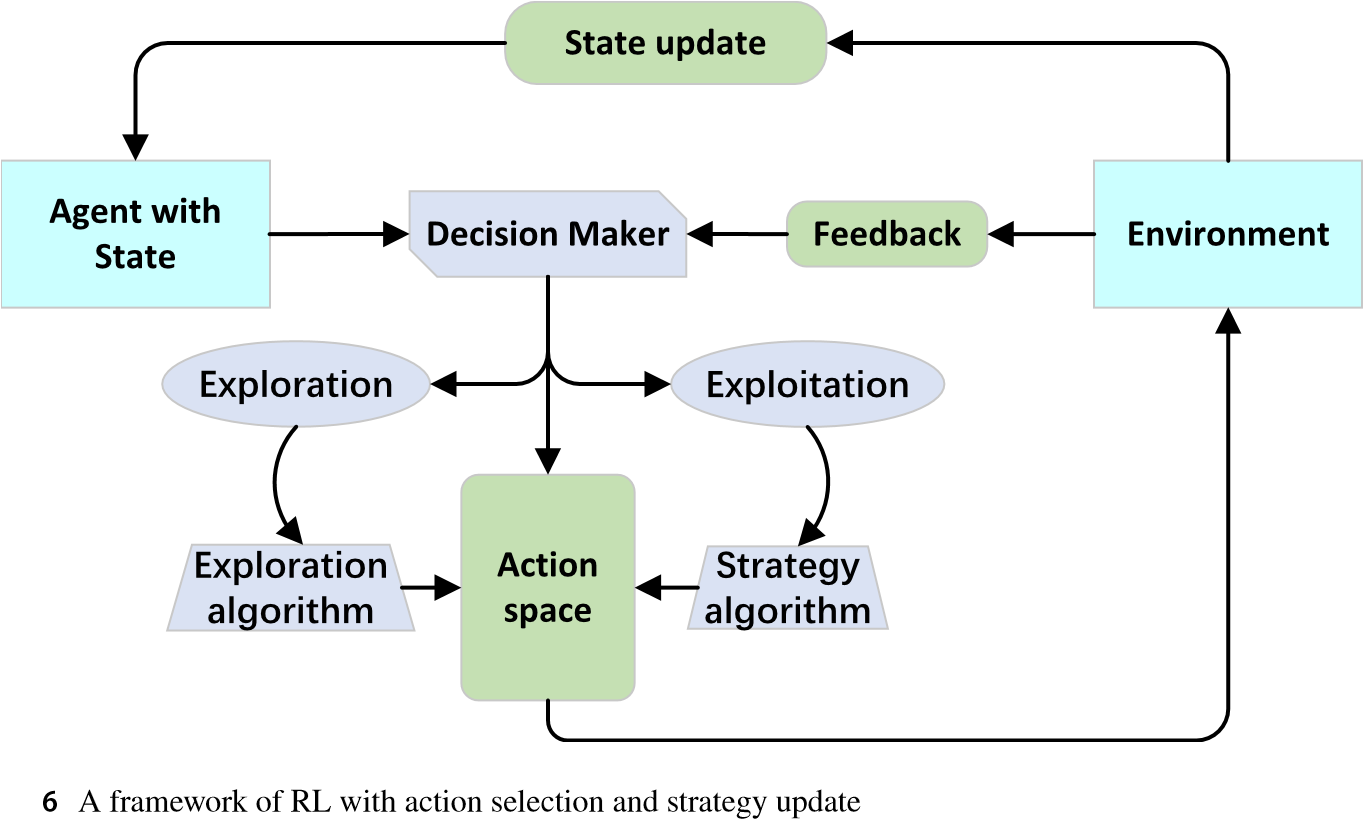 State update
Agent with
State
Decision Maker
Feedback
Environment
Exploration
Exploitation
Exploration
algorithm
Action
space
Strategy
algorithm
6 A framework of RL with action selection and strategy update